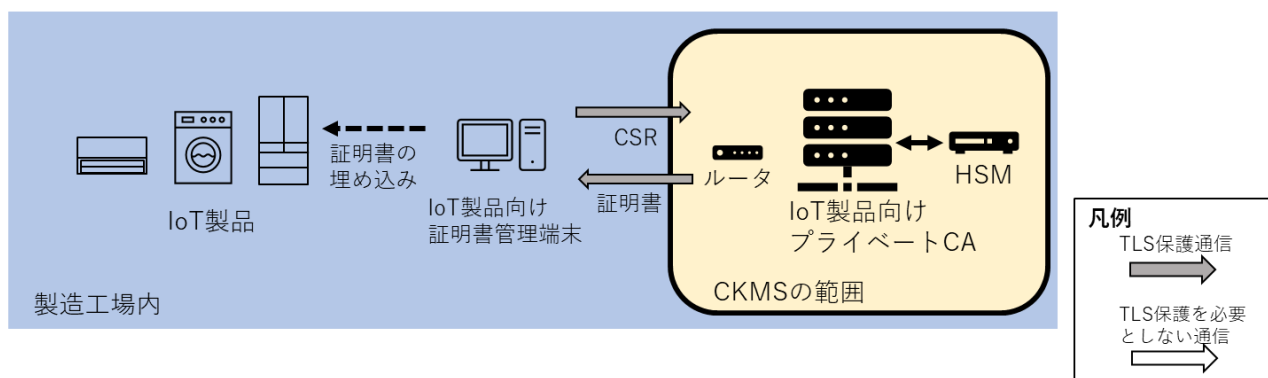 CSR
証明書の
埋め込み
証明書
ルータ
HSM
IoT製品
IoT製品向け
証明書管理端末
IoT製品向け
プライベートCA
CKMSの範囲
製造工場内
凡例
TLS保護通信
TLS保護を必要
としない通信